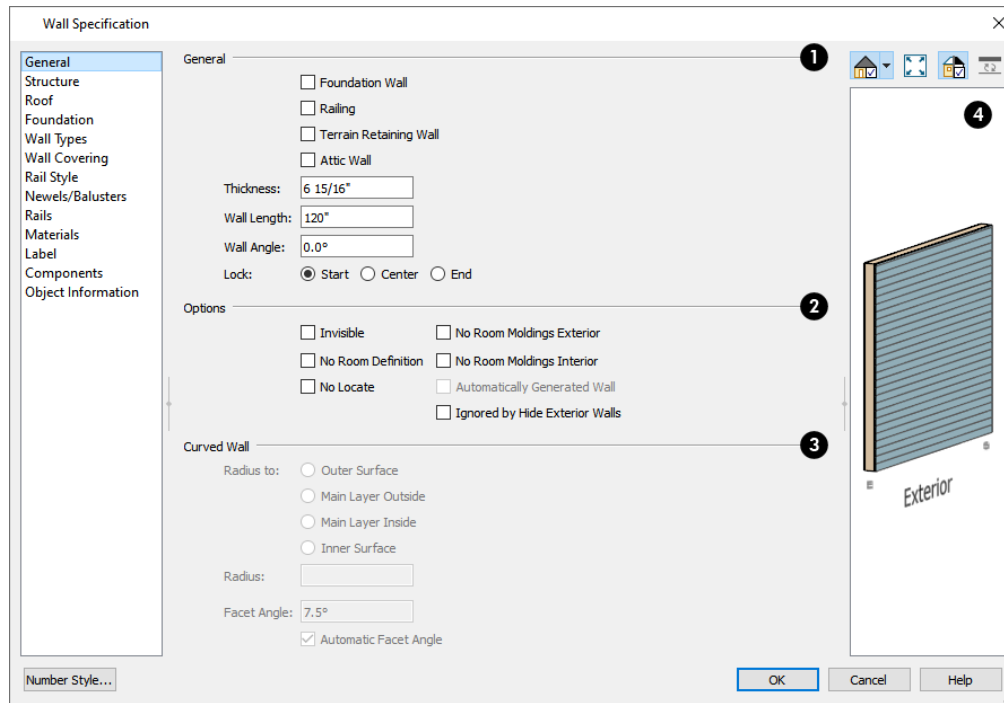 Wall Specification
General
Structure
Roof
Foundation
Wall Types
Wall Covering
Rail Style
Newels/Balusters
Rails
Materials
Label
Components
Object Information
General 1
Foundation Wall
Railing
Terrain Retaining Wall
Attic Wall
Thickness: 6 15/16"
Wall Length: 120"
Wall Angle: 0.0°
Lock: Start Center End
Options 2
Invisible No Room Moldings Exterior
No Room Definition No Room Moldings Interior
No Locate Automatically Generated Wall
Ignored by Hide Exterior Walls
Curved Wall 3
Radius to: Outer Surface
Main Layer Outside
Main Layer Inside
Inner Surface
Radius:
Facet Angle: 7.5°
Automatic Facet Angle
4
E
Exterior
Number Style... OK Cancel Help